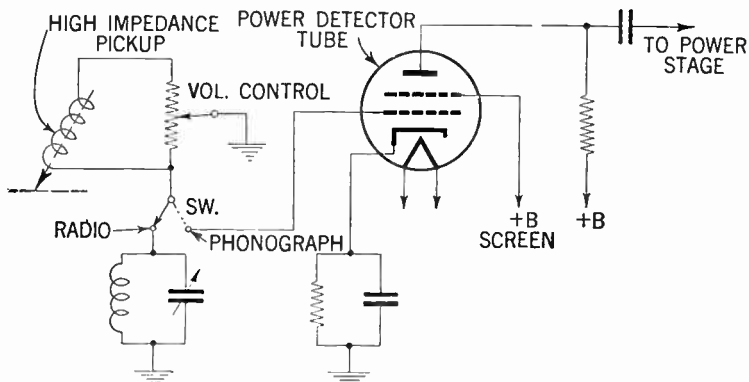 HIGH IMPEDANCE
PICKUP
POWER DETECTOR
TUBE
TO POWER
STAGE
VOL. CONTROL
SW.
RADIO
PHONOGRAPH
+B
SCREEN
+B